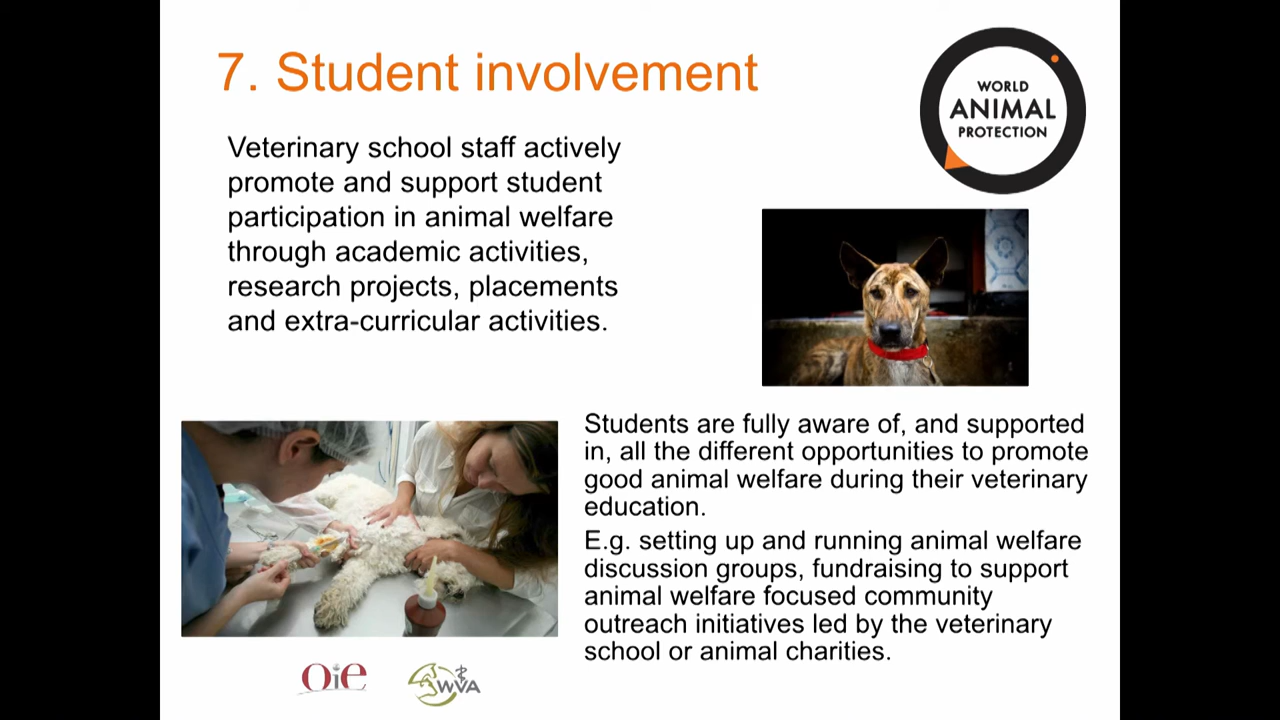 7. Student involvement
WORLD
ANIMAL
PROTECTION
Veterinary school staff actively
promote and support student
participation in animal welfare
through academic activities,
research projects, placements
and extra-curricular activities.
Students are fully aware of, and supported
in, all the different opportunities to promote
good animal welfare during their veterinary
education.
E.g. setting up and running animal welfare
discussion groups, fundraising to support
animal welfare focused community
outreach initiatives led by the veterinary
school or animal charities.
Oie
WVA